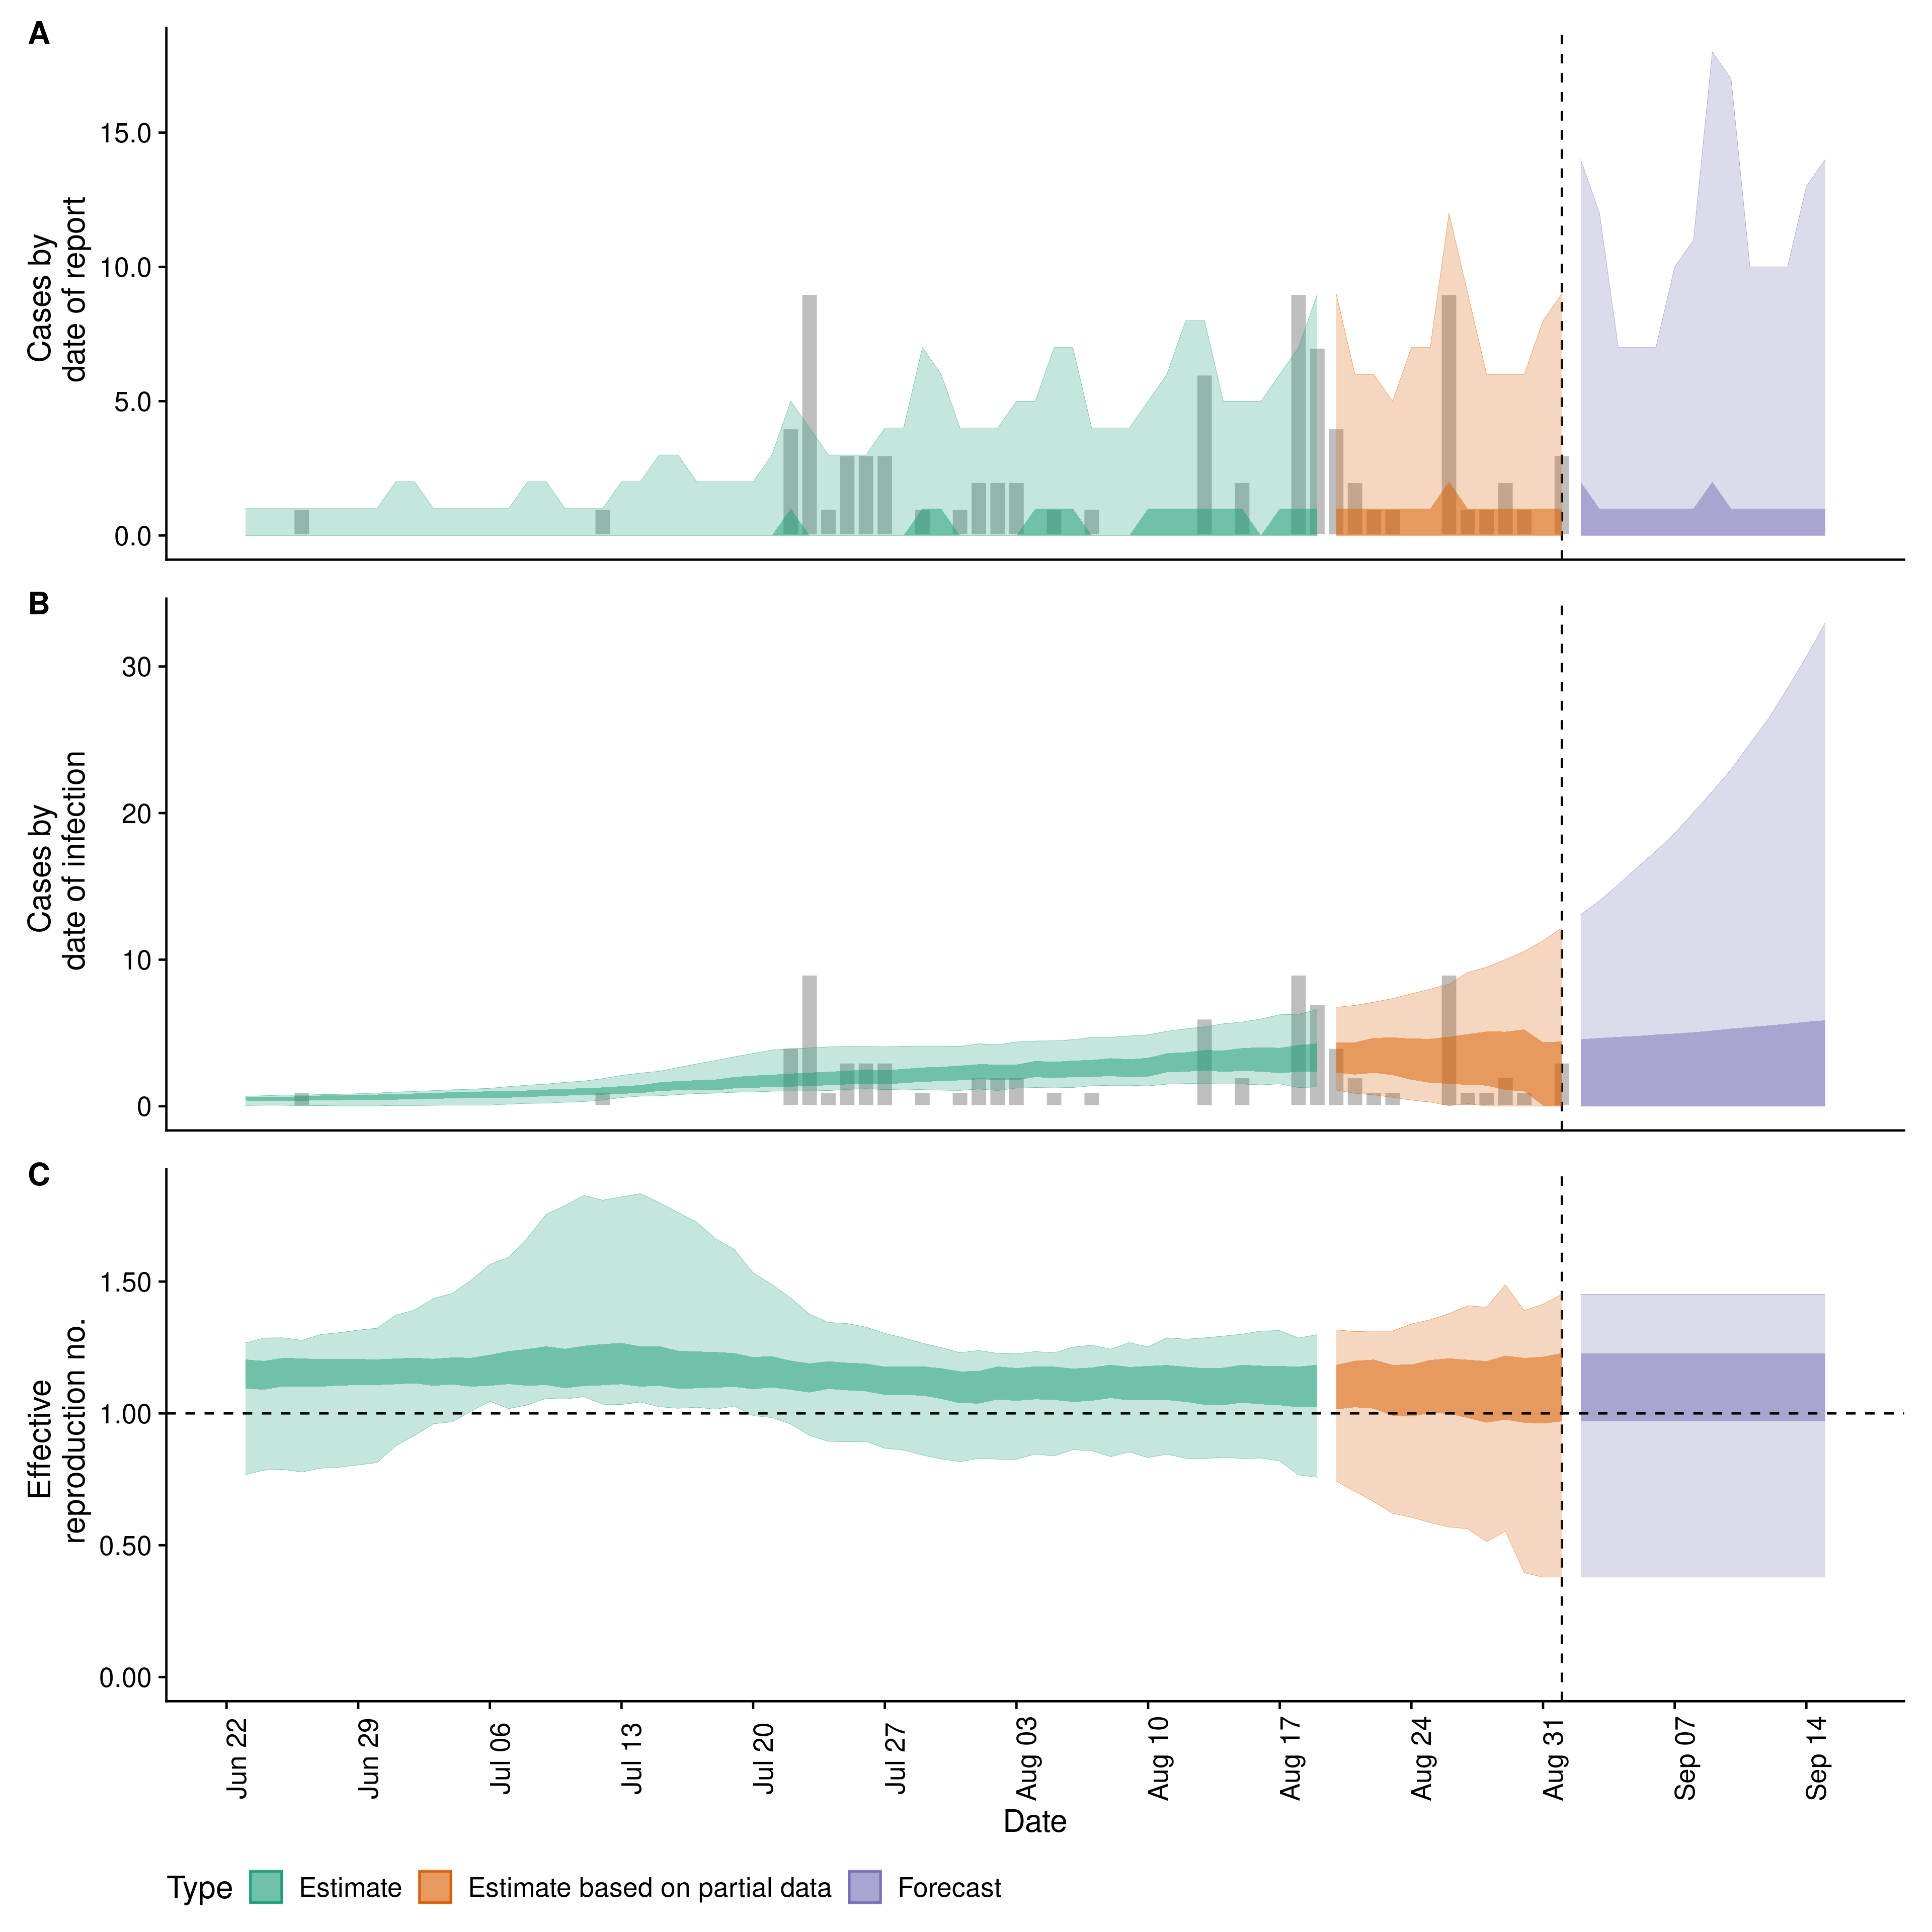 A
Cases by
date of report
15.0
10.0
5.0
0.0
B
Cases by
date of infection
30
20
10
0
C
Effective
reproduction no.
1.50
1.00
0.50
0.00
Jun 22
Jun 29
Jul 06
Jul 13
Jul 20
Jul 27
Aug 03
Aug 10
Aug 17
Aug 24
Aug 31
Sep 07
Sep 14
Date
Type Estimate Estimate based on partial data Forecast